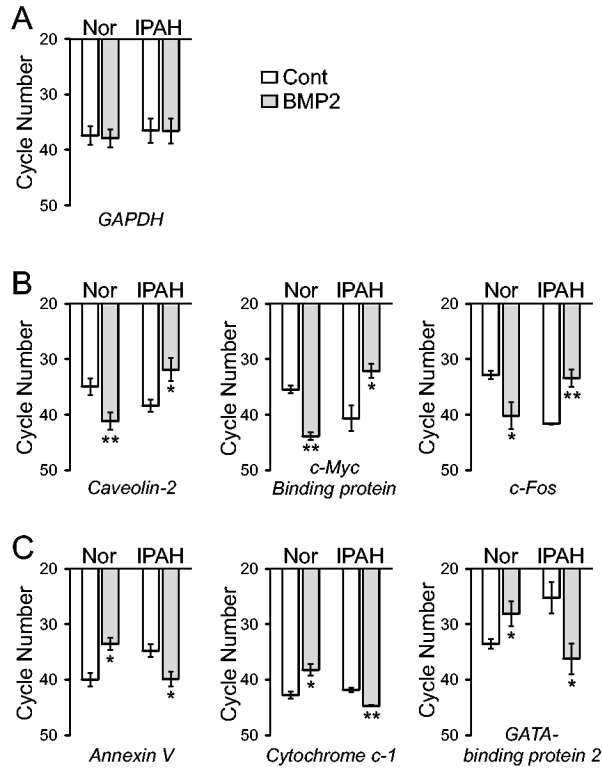 A
Nor IPAH
Cycle Number
20
30
40
50
GAPDH
Cont
BMP2
B
Nor IPAH
Cycle Number
20
30
40
50
**
*
Caveolin-2
Nor IPAH
Cycle Number
20
30
40
50
**
*
c-Myc
Binding protein
Nor IPAH
Cycle Number
20
30
40
50
*
**
c-Fos
C
Nor IPAH
Cycle Number
20
30
40
50
*
*
Annexin V
Nor IPAH
Cycle Number
20
30
40
50
*
**
Cytochrome c-1
Nor IPAH
Cycle Number
20
30
40
50
*
*
GATA-
binding protein 2